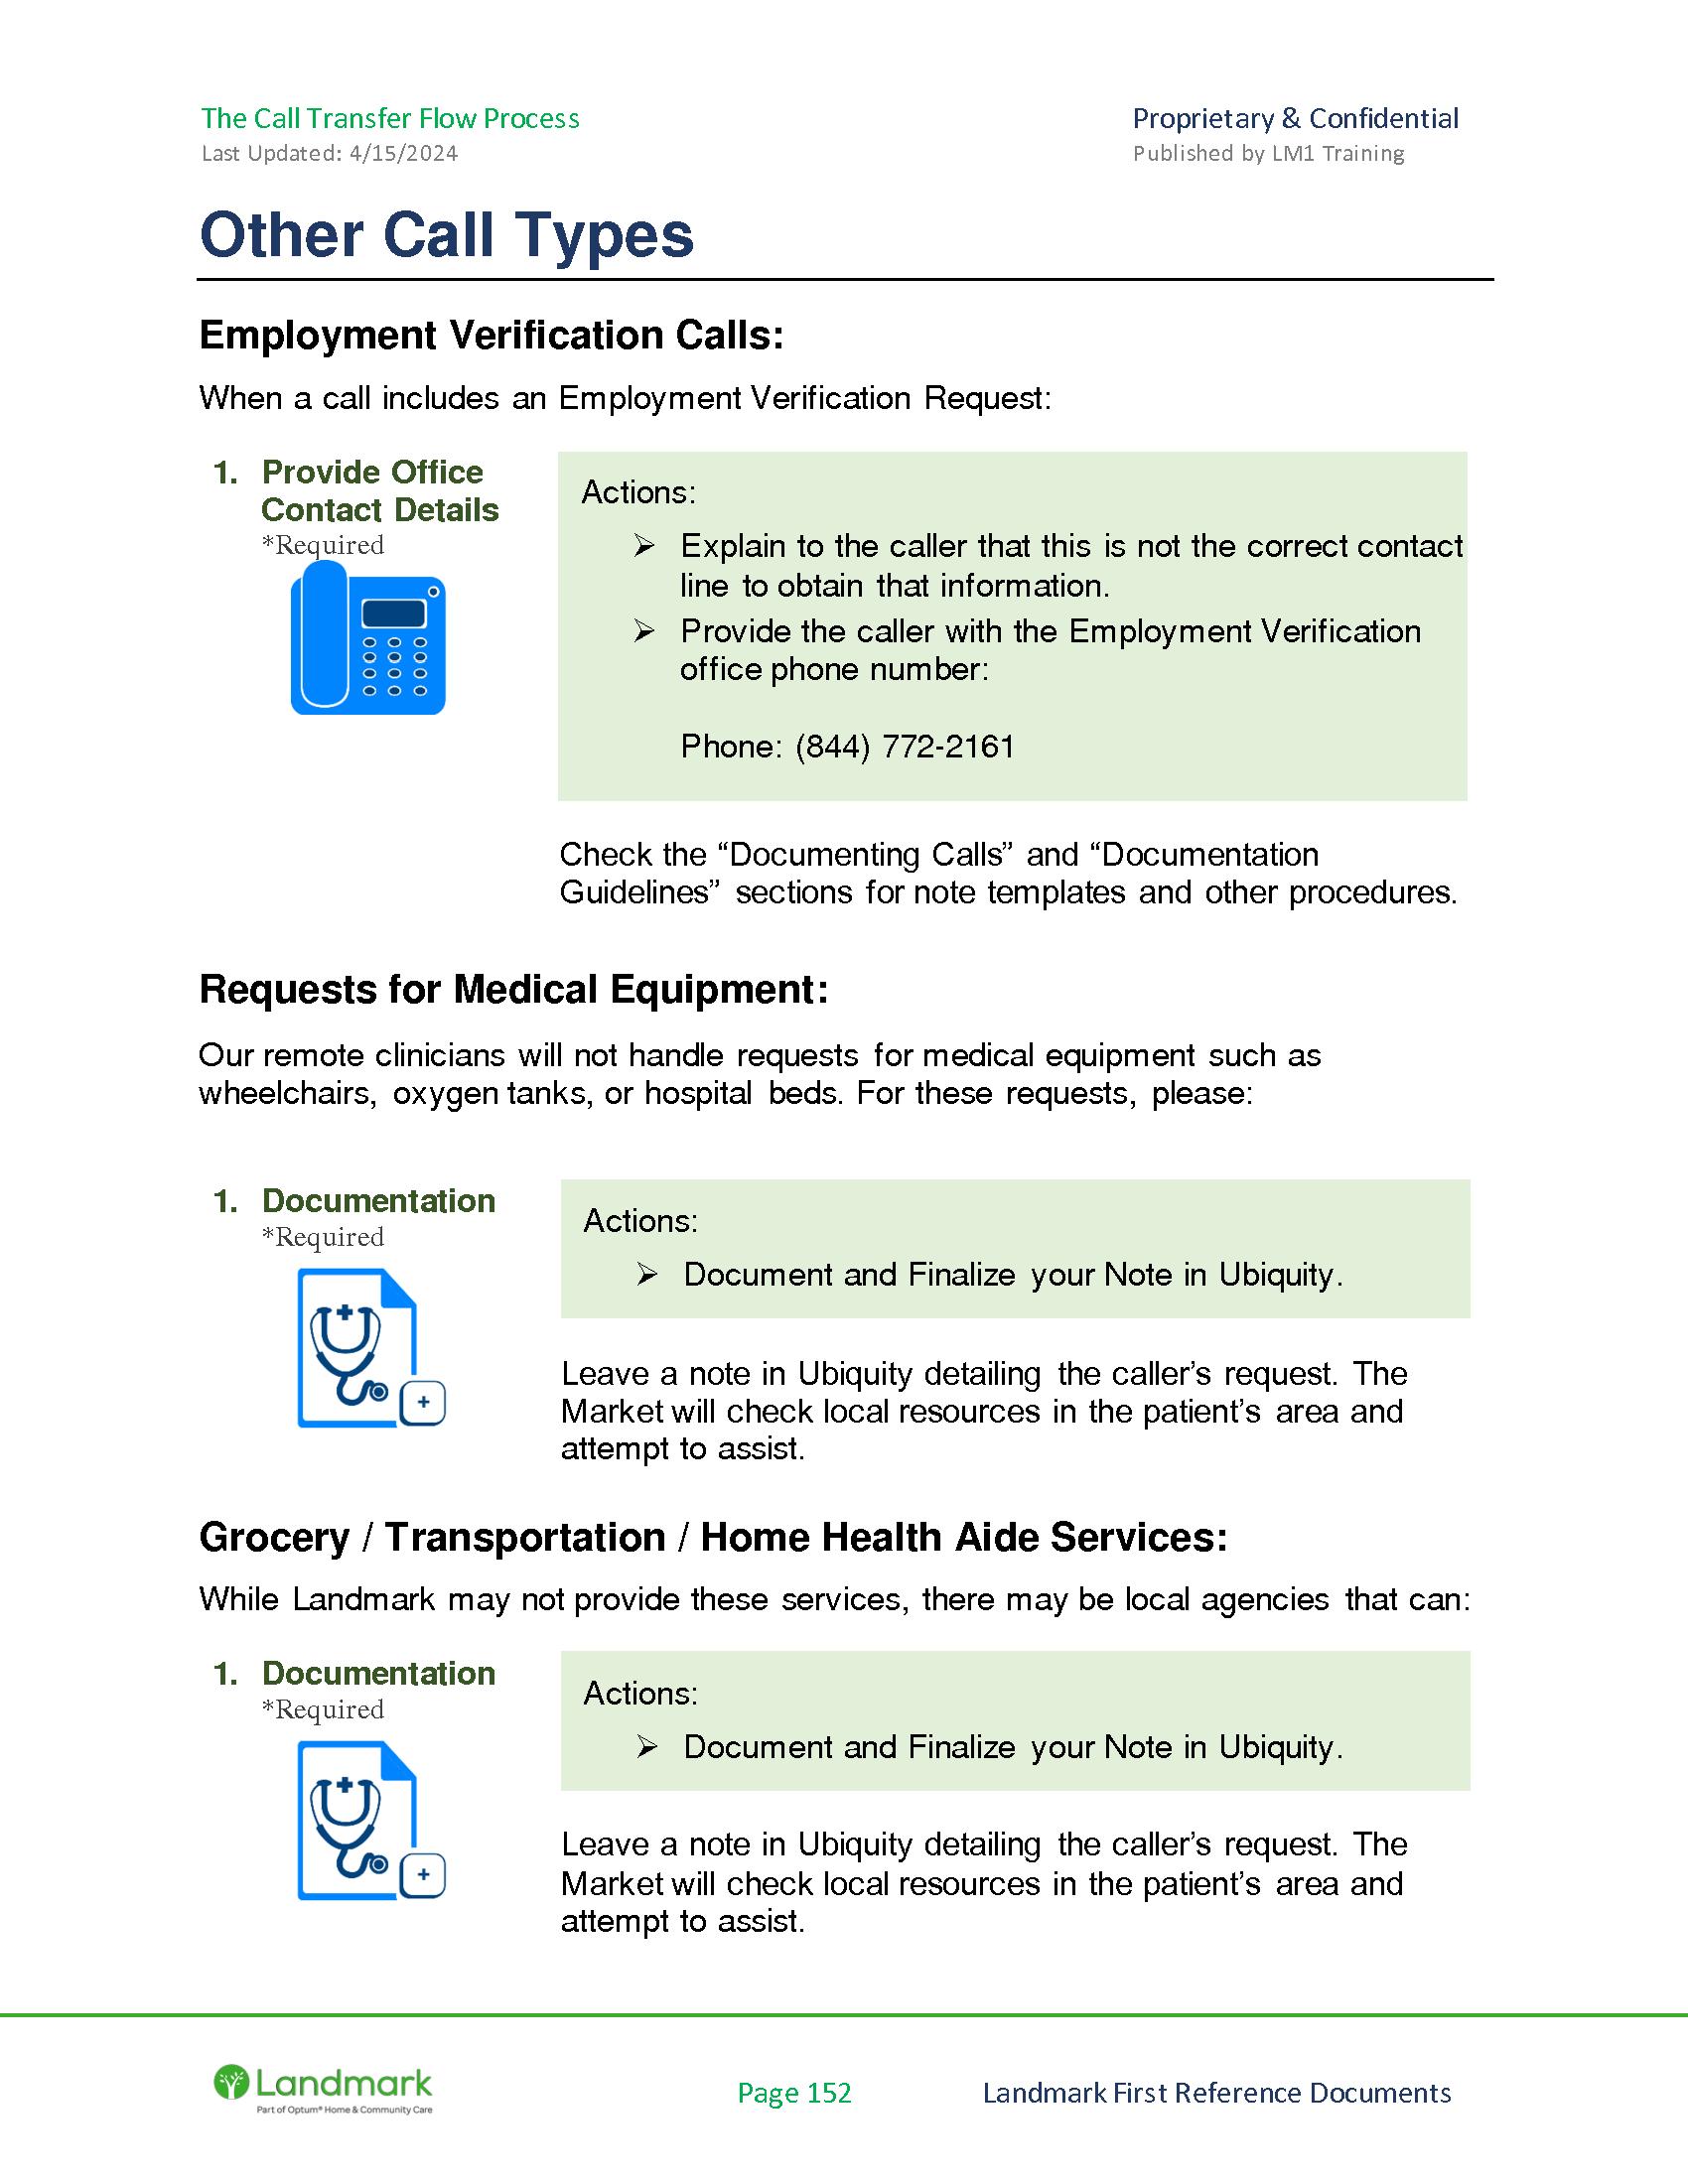 The Call Transfer Flow Process
Proprietary & Confidential
Last Updated: 4/15/2024
Published by LM1 Training
Other Call Types
Employment Verification Calls:
When a call includes an Employment Verification Request:
1. Provide Office
Contact Details
*Required
Actions:
➢ Explain to the caller that this is not the correct contact
line to obtain that information.
➢ Provide the caller with the Employment Verification
office phone number:
Phone: (844) 772-2161
Check the “Documenting Calls” and “Documentation
Guidelines” sections for note templates and other procedures.
Requests for Medical Equipment:
Our remote clinicians will not handle requests for medical equipment such as
wheelchairs, oxygen tanks, or hospital beds. For these requests, please:
1. Documentation
*Required
Actions:
➢ Document and Finalize your Note in Ubiquity.
Leave a note in Ubiquity detailing the caller’s request. The
Market will check local resources in the patient’s area and
attempt to assist.
Grocery / Transportation / Home Health Aide Services:
While Landmark may not provide these services, there may be local agencies that can:
1. Documentation
*Required
Actions:
➢ Document and Finalize your Note in Ubiquity.
Leave a note in Ubiquity detailing the caller’s request. The
Market will check local resources in the patient’s area and
attempt to assist.
Landmark
Part of Optum® Home & Community Care
Page 152
Landmark First Reference Documents